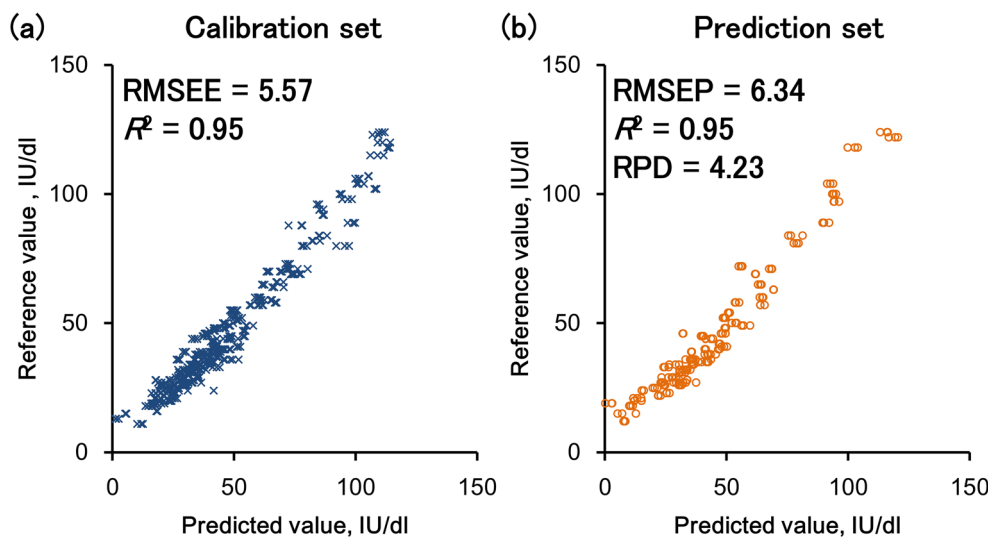 (a) Calibration set
RMSEE = 5.57
R² = 0.95
Reference value , IU/dl
150
100
50
0
0 50 100 150
Predicted value, IU/dl
(b) Prediction set
RMSEP = 6.34
R² = 0.95
RPD = 4.23
Reference value, IU/dl
150
100
50
0
0 50 100 150
Predicted value, IU/dl